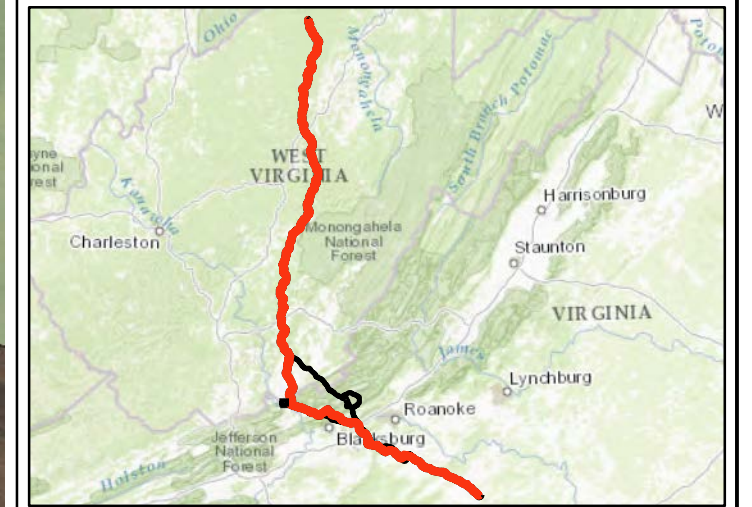 Ohio
Monongahela
South Branch Potomac
WEST
VIRGINIA
Kanawha
Harrisonburg
Charleston
Monongahela
National
Forest
Staunton
VIRGINIA
James
Lynchburg
Roanoke
Blacksburg
Jefferson
National
Forest
Holston
W